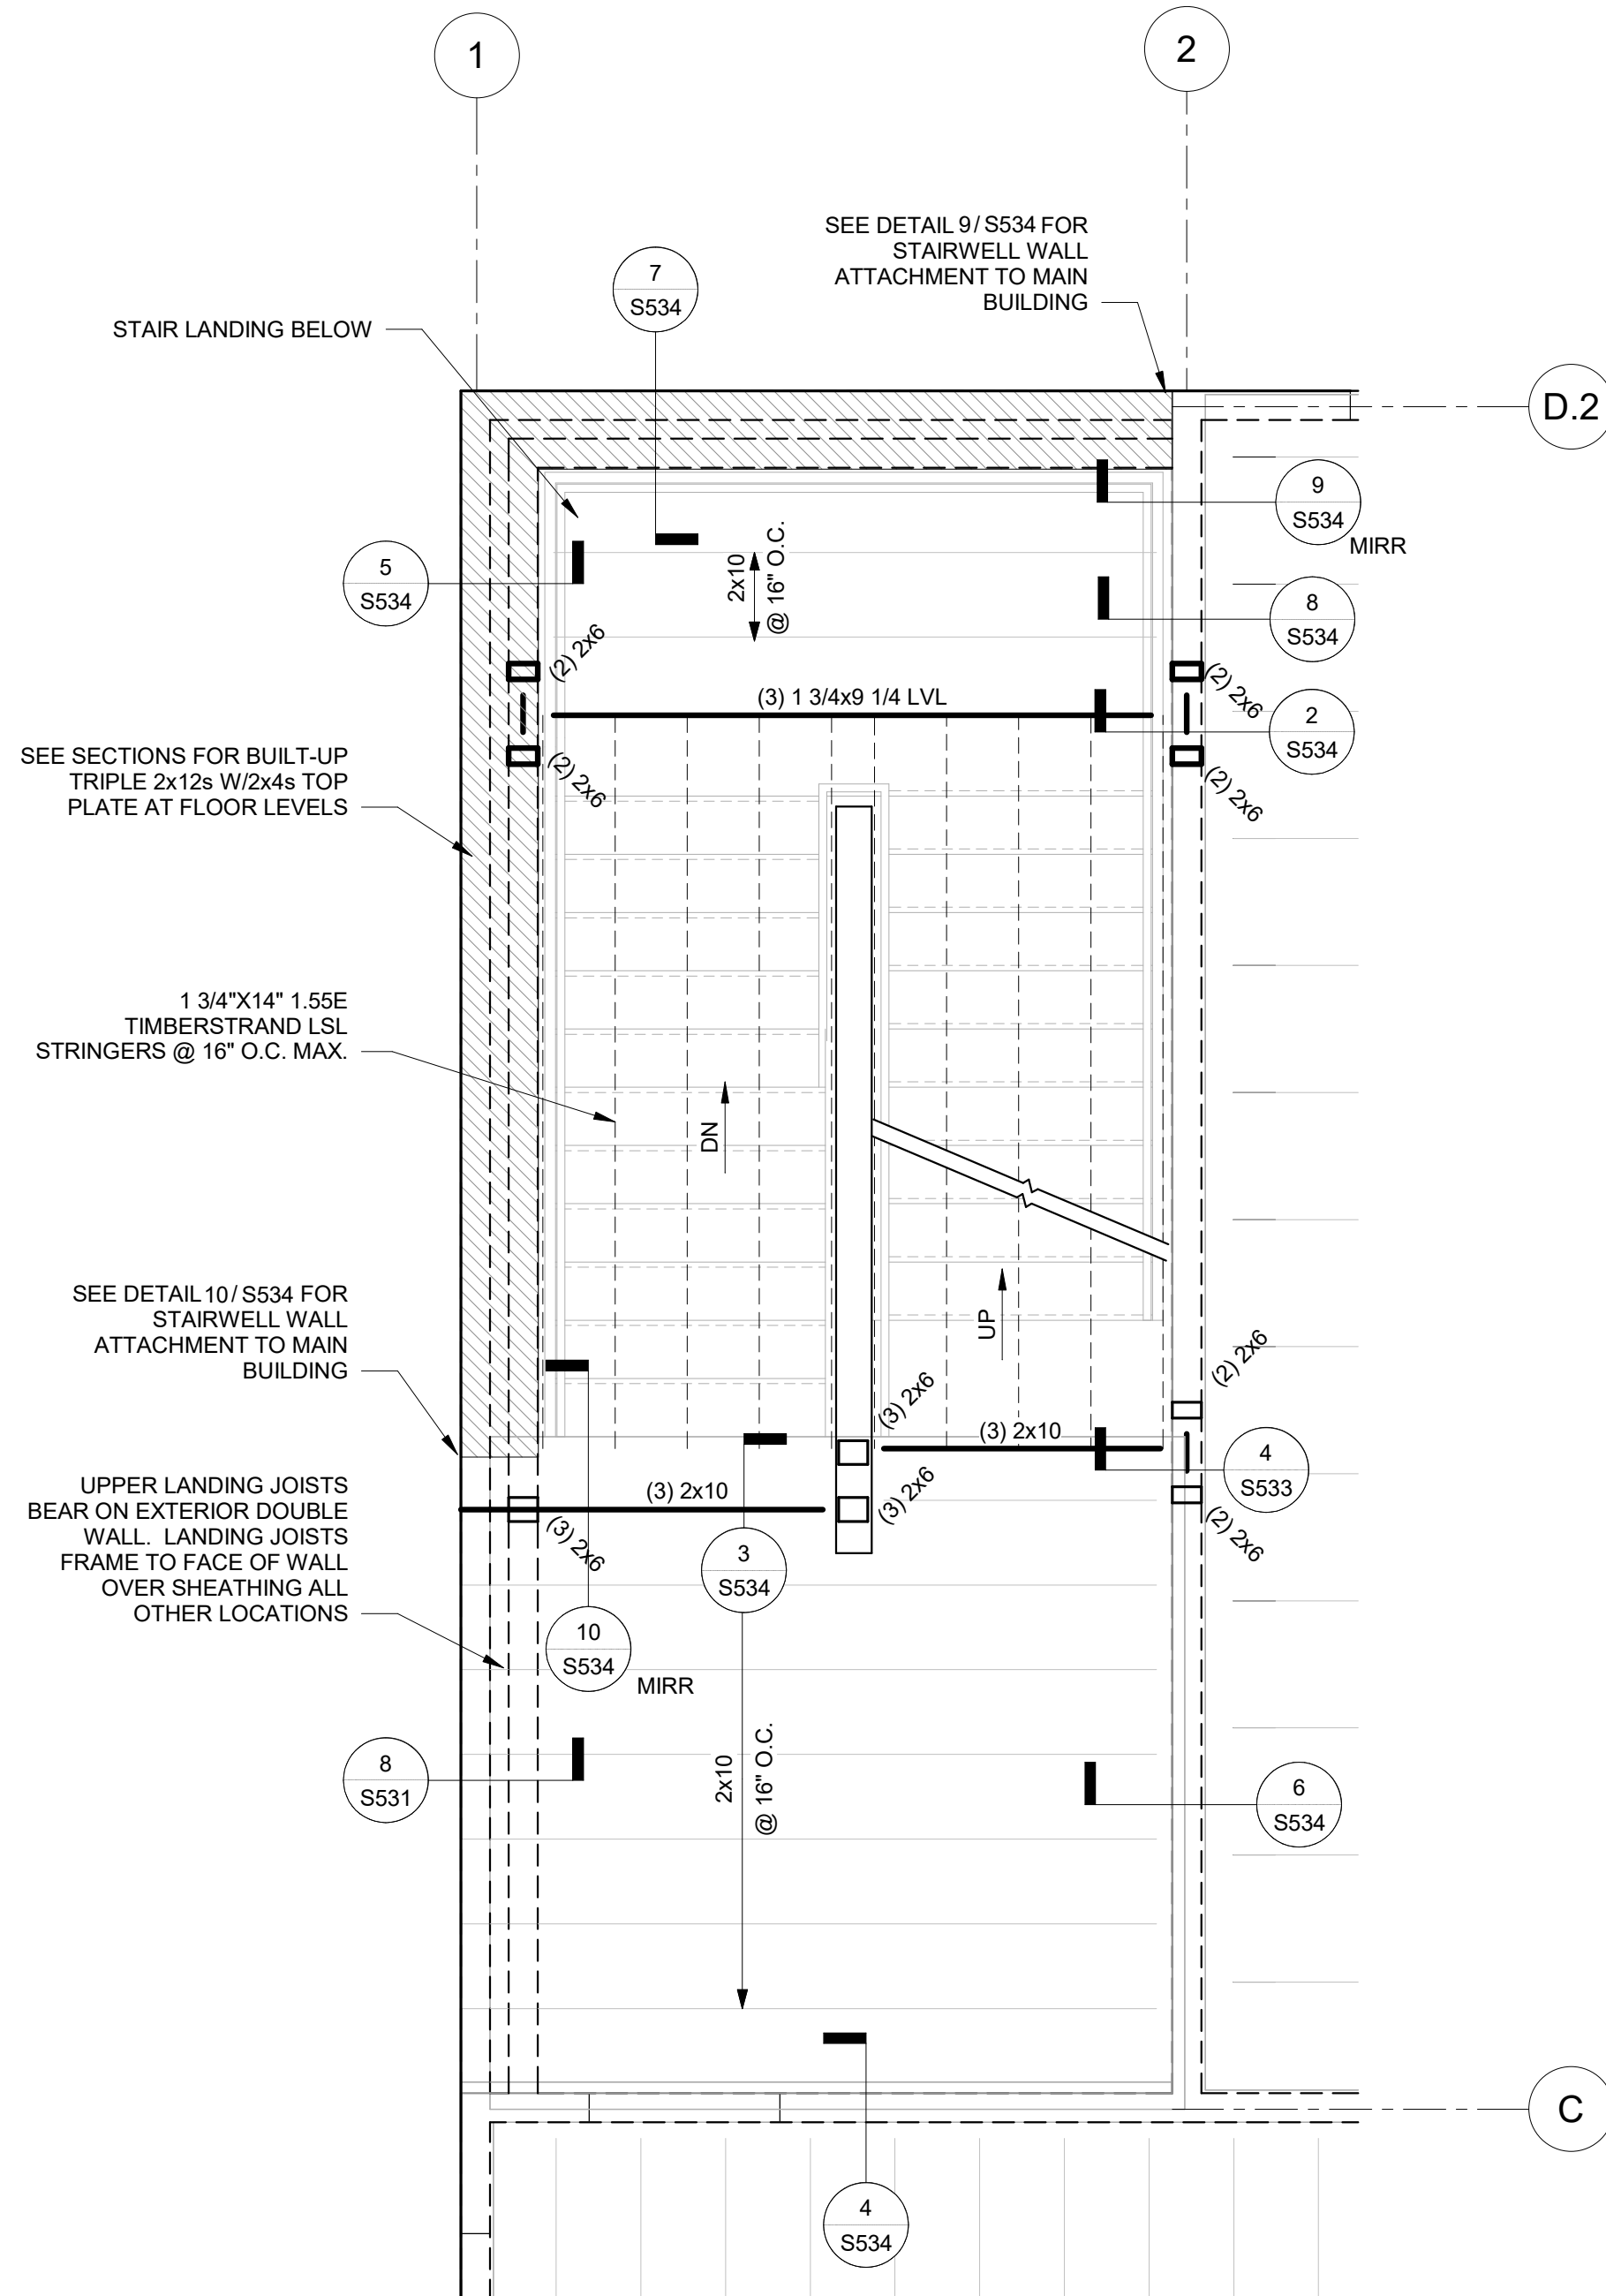 1
2
SEE DETAIL 9/ S534 FOR
STAIRWELL WALL
ATTACHMENT TO MAIN
BUILDING
7
S534
STAIR LANDING BELOW
D.2
9
S534
MIRR
5
S534
2x10
@ 16" O.C.
8
S534
(2) 2x6
(2) 2x6
(3) 1 3/4x9 1/4 LVL
2
S534
SEE SECTIONS FOR BUILT-UP
TRIPLE 2x12s W/2x4s TOP
PLATE AT FLOOR LEVELS
(2) 2x6
(2) 2x6
1 3/4"X14" 1.55E
TIMBERSTRAND LSL
STRINGERS @ 16" O.C. MAX.
DN
SEE DETAIL 10/ S534 FOR
STAIRWELL WALL
ATTACHMENT TO MAIN
BUILDING
UP
(2) 2x6
(3) 2x6
(3) 2x10
4
S533
UPPER LANDING JOISTS
BEAR ON EXTERIOR DOUBLE
WALL. LANDING JOISTS
FRAME TO FACE OF WALL
OVER SHEATHING ALL
OTHER LOCATIONS
(3) 2x10
(3) 2x6
(3) 2x6
(2) 2x6
3
S534
10
S534
MIRR
2x10
@ 16" O.C.
8
S531
6
S534
C
4
S534